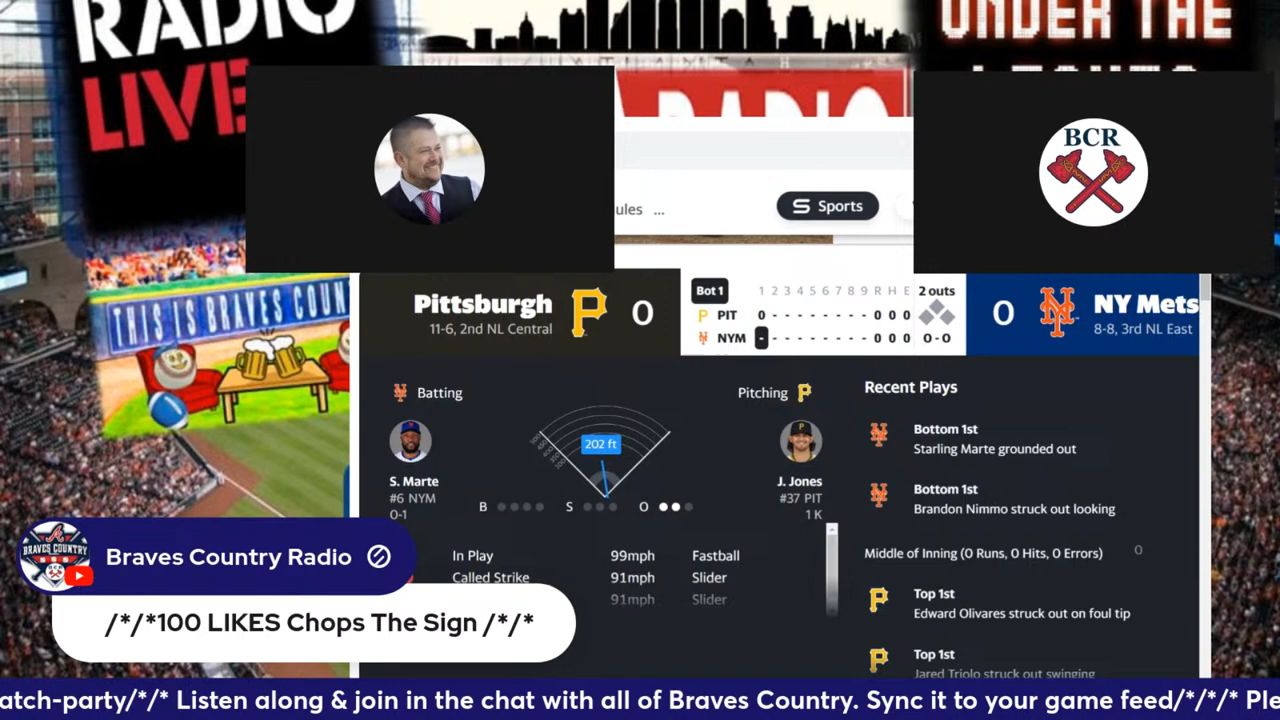 RADIO
LIVE
UNDER THE
RADIO
BCR
ules ...
Sports
THIS IS BRAVES COUN
Pittsburgh
11-6, 2nd NL Central
P
0
Bot 1
1 2 3 4 5 6 7 8 9 R H E
P PIT 0 - - - - - - - - 0 0 0
NYM - - - - - - - - - 0 0 0
2 outs
0-0
0
NY Mets
8-8, 3rd NL East
Batting
S. Marte
#6 NYM
0-1
202 ft
Pitching P
J. Jones
#37 PIT
1 K
B
S
O
In Play 99mph Fastball
Called Strike 91mph Slider
91mph Slider
Recent Plays
Bottom 1st
Starling Marte grounded out
Bottom 1st
Brandon Nimmo struck out looking
Middle of Inning (0 Runs, 0 Hits, 0 Errors) 0
P
Top 1st
Edward Olivares struck out on foul tip
P
Top 1st
Jared Triolo struck out swinging
BRAVES COUNTRY
Braves Country Radio
/*/*100 LIKES Chops The Sign /*/*
atch-party/*/* Listen along & join in the chat with all of Braves Country. Sync it to your game feed/*/*/* Ple